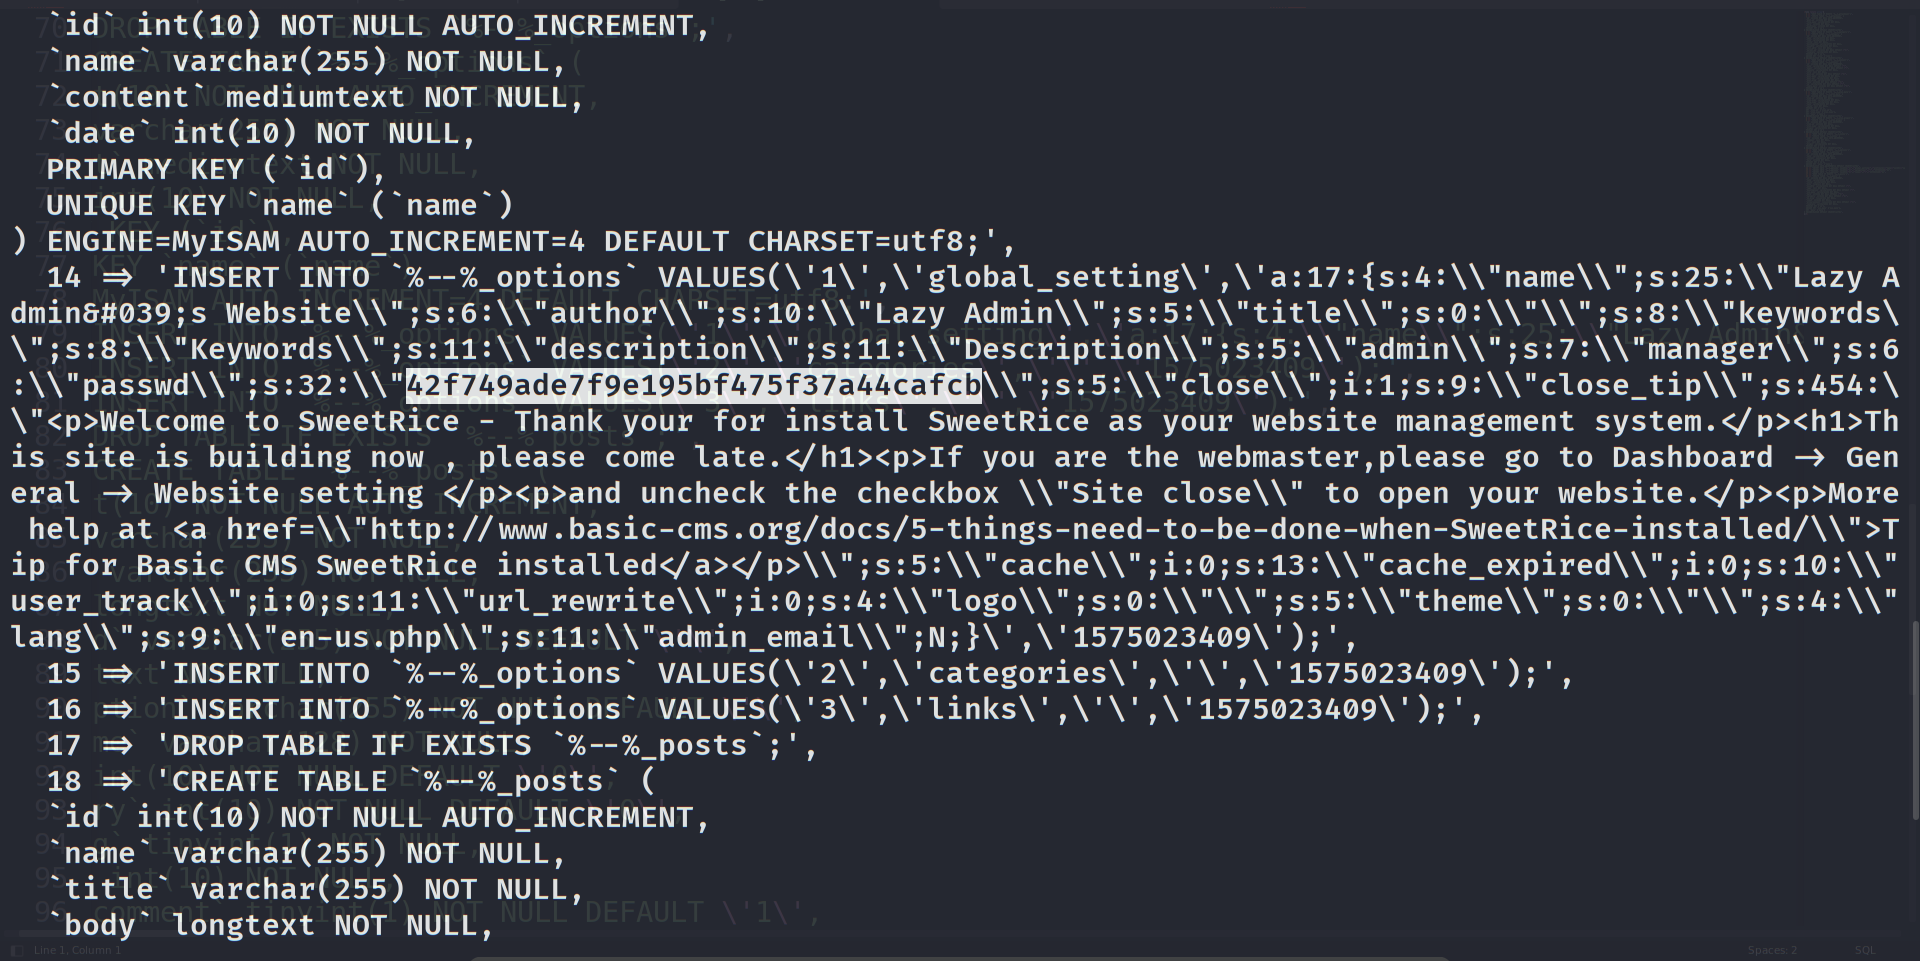 `id` int(10) NOT NULL AUTO_INCREMENT,
`name` varchar(255) NOT NULL,
`content` mediumtext NOT NULL,
`date` int(10) NOT NULL,
PRIMARY KEY (`id`),
UNIQUE KEY `name` (`name`)
) ENGINE=MyISAM AUTO_INCREMENT=4 DEFAULT CHARSET=utf8;',
14 => 'INSERT INTO `%--%_options` VALUES(\'1\',\'global_setting\',\'a:17:{s:4:\\"name\\";s:25:\\"Lazy A
dmin&#039;s Website\\";s:6:\\"author\\";s:10:\\"Lazy Admin\\";s:5:\\"title\\";s:0:\\"\\";s:8:\\"keywords\
\";s:8:\\"Keywords\\";s:11:\\"description\\";s:11:\\"Description\\";s:5:\\"admin\\";s:7:\\"manager\\";s:6
:\\"passwd\\";s:32:\\"42f749ade7f9e195bf475f37a44cafcb\\";s:5:\\"close\\";i:1;s:9:\\"close_tip\\";s:454:\
\"<p>Welcome to SweetRice - Thank your for install SweetRice as your website management system.</p><h1>Th
is site is building now , please come late.</h1><p>If you are the webmaster,please go to Dashboard -> Gen
eral -> Website setting </p><p>and uncheck the checkbox \\"Site close\\" to open your website.</p><p>More
help at <a href=\\"http://www.basic-cms.org/docs/5-things-need-to-be-done-when-SweetRice-installed/\\">T
ip for Basic CMS SweetRice installed</a></p>\\";s:5:\\"cache\\";i:0;s:13:\\"cache_expired\\";i:0;s:10:\\"
user_track\\";i:0;s:11:\\"url_rewrite\\";i:0;s:4:\\"logo\\";s:0:\\"\\";s:5:\\"theme\\";s:0:\\"\\";s:4:\\"
lang\\";s:9:\\"en-us.php\\";s:11:\\"admin_email\\";N;}\',\'1575023409\');',
15 => 'INSERT INTO `%--%_options` VALUES(\'2\',\'categories\',\'\',\'1575023409\');',
16 => 'INSERT INTO `%--%_options` VALUES(\'3\',\'links\',\'\',\'1575023409\');',
17 => 'DROP TABLE IF EXISTS `%--%_posts`;',
18 => 'CREATE TABLE `%--%_posts` (
`id` int(10) NOT NULL AUTO_INCREMENT,
`name` varchar(255) NOT NULL,
`title` varchar(255) NOT NULL,
`body` longtext NOT NULL,
Line 1, Column 1
Spaces: 2
SQL